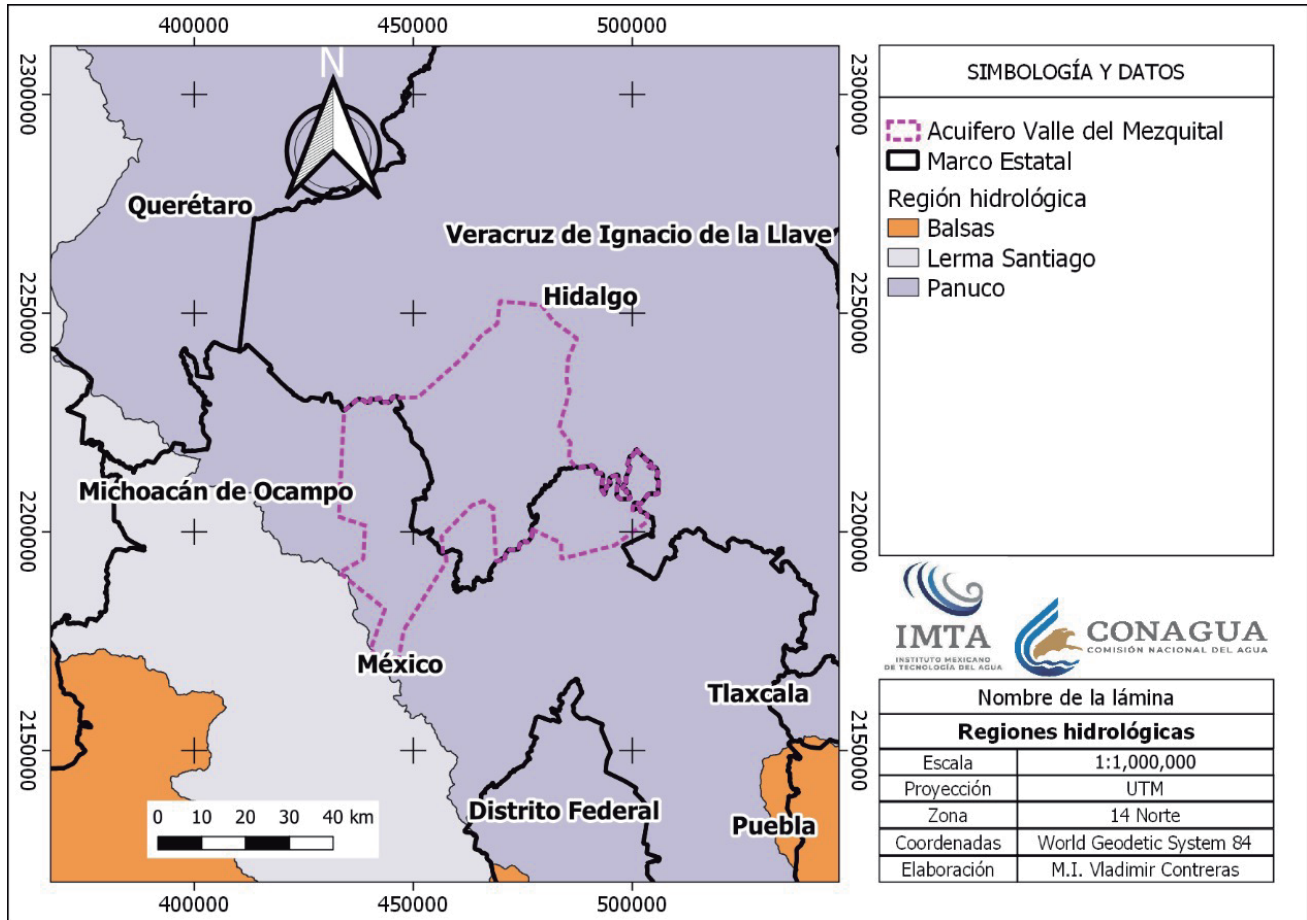 400000
450000
500000
2300000
2300000
N
Querétaro
Veracruz de Ignacio de la Llave
Hidalgo
2250000
2250000
Michoacán de Ocampo
2200000
2200000
México
Tlaxcala
2150000
2150000
Distrito Federal
Puebla
0 10 20 30 40 km
400000
450000
500000
SIMBOLOGÍA Y DATOS
Acuifero Valle del Mezquital
Marco Estatal
Región hidrológica
Balsas
Lerma Santiago
Panuco
IMTA
INSTITUTO MEXICANO
DE TECNOLOGÍA DEL AGUA
CONAGUA
COMISIÓN NACIONAL DEL AGUA
Nombre de la lámina
Regiones hidrológicas
Escala 1:1,000,000
Proyección UTM
Zona 14 Norte
Coordenadas World Geodetic System 84
Elaboración M.I. Vladimir Contreras